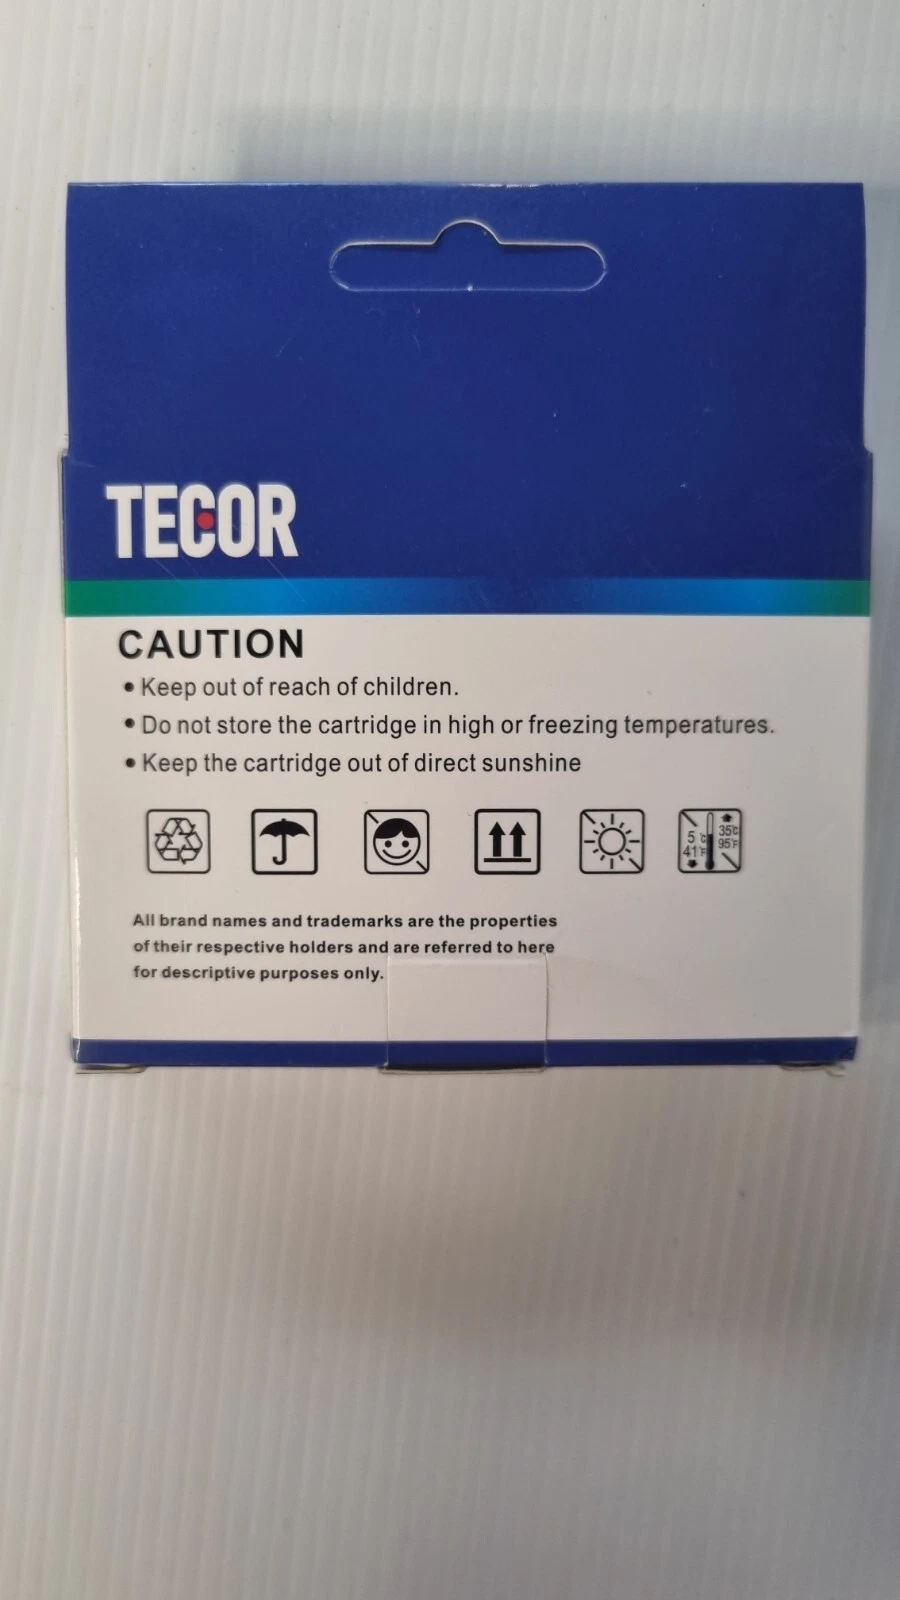 TECOR
CAUTION
• Keep out of reach of children.
• Do not store the cartridge in high or freezing temperatures.
• Keep the cartridge out of direct sunshine
5℃ 35℃
41℉ 95℉
All brand names and trademarks are the properties
of their respective holders and are referred to here
for descriptive purposes only.